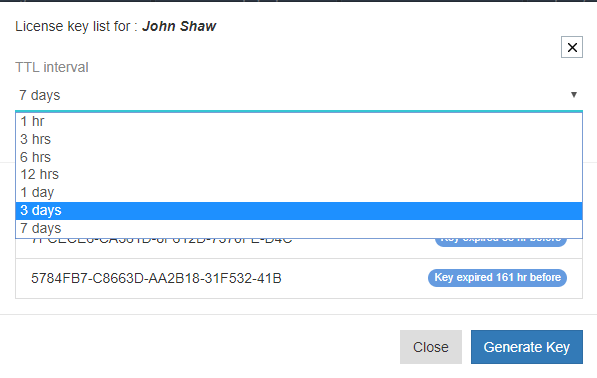 License key list for : John Shaw
TTL interval
7 days
1 hr
3 hrs
6 hrs
12 hrs
1 day
3 days
7 days
Key expired
hr before
5784FB7-C8663D-AA2B18-31F532-41B Key expired 161 hr before
Close Generate Key